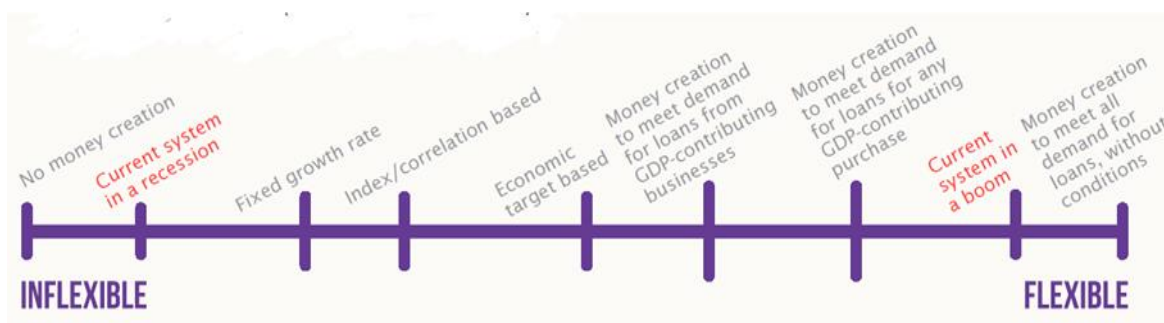 No money creation
Current system
in a recession
Fixed growth rate
Index/correlation based
Economic
target based
Money creation
to meet demand
for loans from
GDP-contributing
businesses
Money creation
to meet demand
for loans for any
GDP-contributing
purchase
Current
system in
a boom
Money creation
to meet all
demand for
loans, without
conditions
INFLEXIBLE
FLEXIBLE